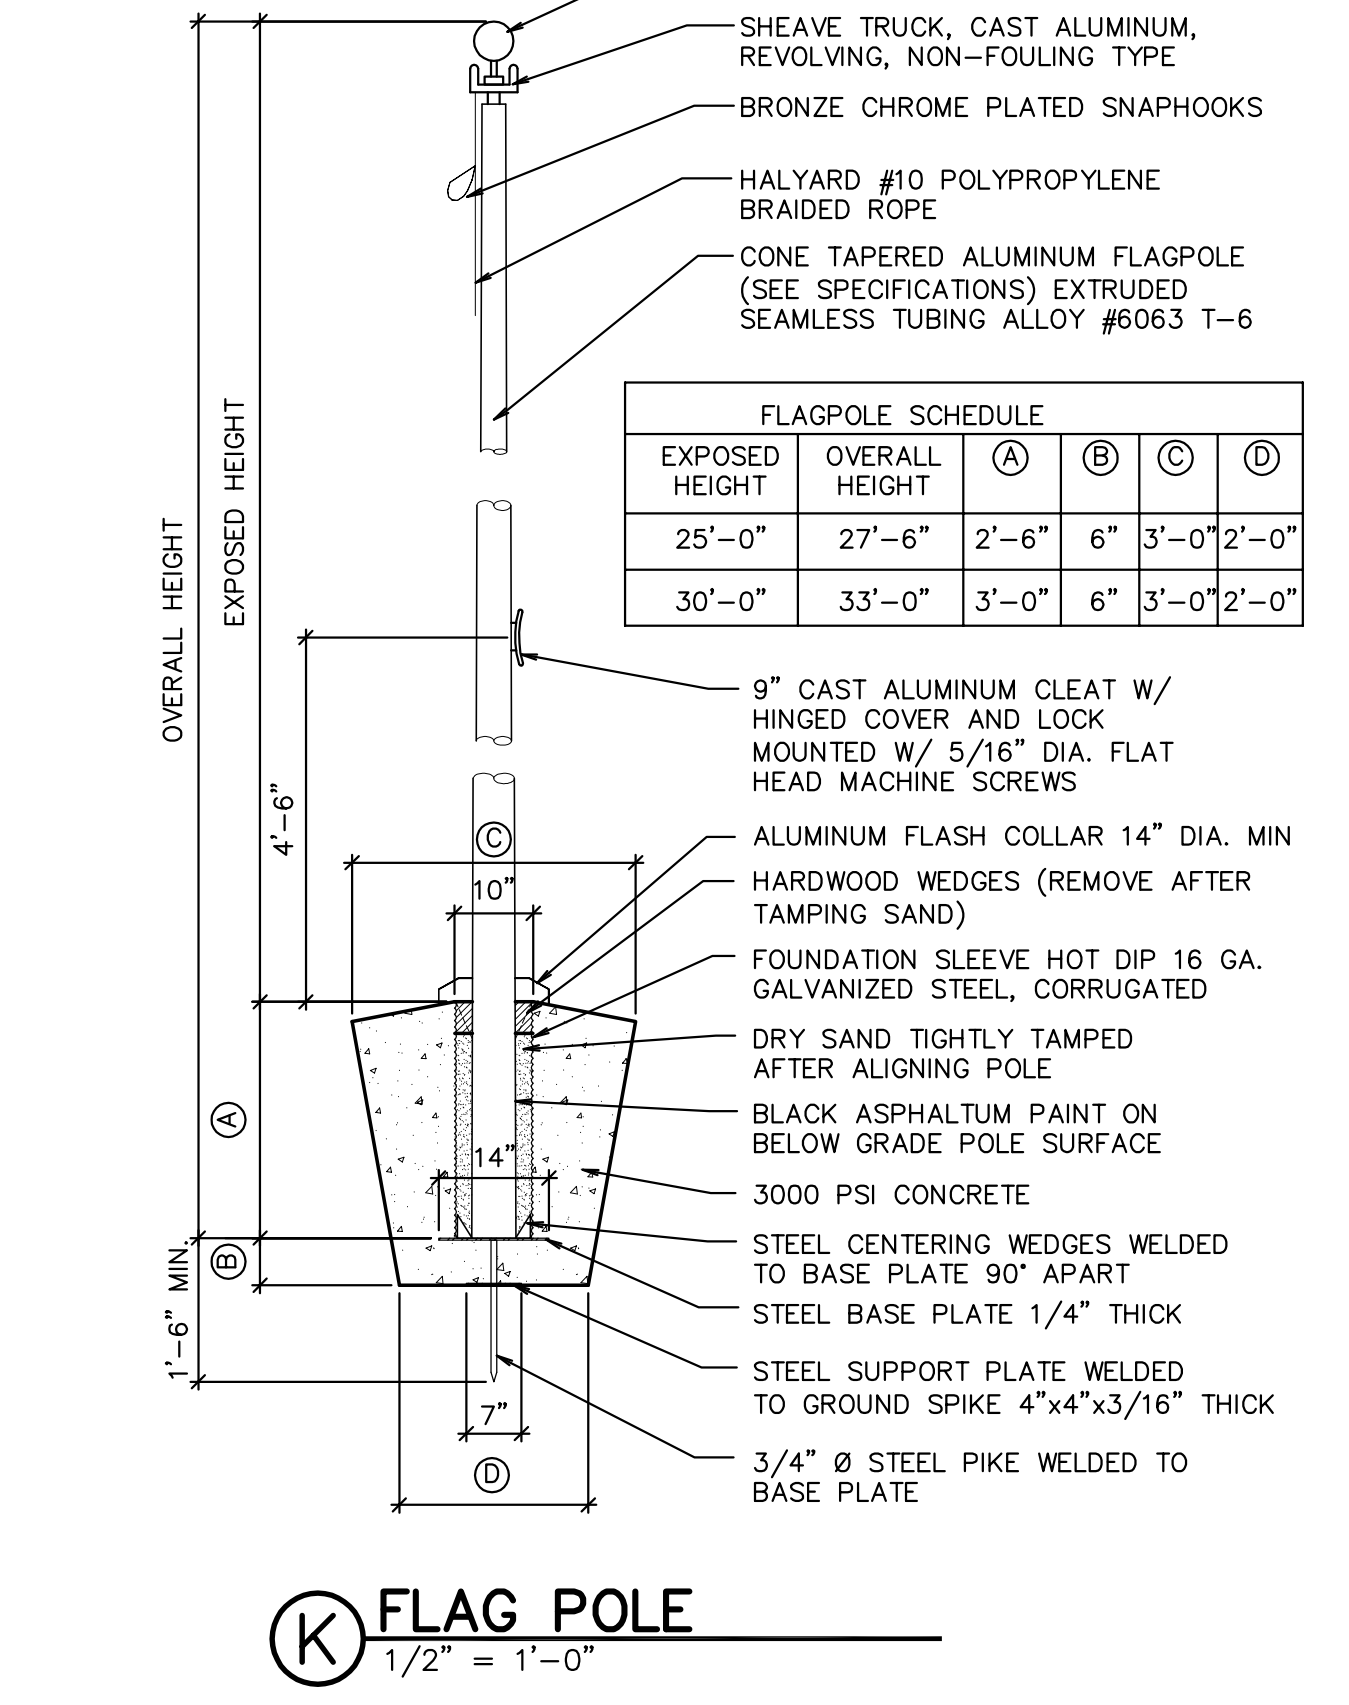 SHEAVE TRUCK, CAST ALUMINUM,
REVOLVING, NON-FOULING TYPE
BRONZE CHROME PLATED SNAPHOOKS
HALYARD #10 POLYPROPYLENE
BRAIDED ROPE
CONE TAPERED ALUMINUM FLAGPOLE
(SEE SPECIFICATIONS) EXTRUDED
SEAMLESS TUBING ALLOY #6063 T-6
FLAGPOLE SCHEDULE
EXPOSED HEIGHT OVERALL HEIGHT A B C D
25'-0" 27'-6" 2'-6" 6" 3'-0" 2'-0"
30'-0" 33'-0" 3'-0" 6" 3'-0" 2'-0"
OVERALL HEIGHT
EXPOSED HEIGHT
4'-6"
9" CAST ALUMINUM CLEAT W/
HINGED COVER AND LOCK
MOUNTED W/ 5/16" DIA. FLAT
HEAD MACHINE SCREWS
C
10"
ALUMINUM FLASH COLLAR 14" DIA. MIN
HARDWOOD WEDGES (REMOVE AFTER
TAMPING SAND)
FOUNDATION SLEEVE HOT DIP 16 GA.
GALVANIZED STEEL, CORRUGATED
DRY SAND TIGHTLY TAMPED
AFTER ALIGNING POLE
A
BLACK ASPHALTUM PAINT ON
BELOW GRADE POLE SURFACE
14"
3000 PSI CONCRETE
B
STEEL CENTERING WEDGES WELDED
TO BASE PLATE 90° APART
1'-6" MIN.
STEEL BASE PLATE 1/4" THICK
STEEL SUPPORT PLATE WELDED
TO GROUND SPIKE 4"x4"x3/16" THICK
7"
D
3/4" Ø STEEL PIKE WELDED TO
BASE PLATE
K
FLAG POLE
1/2" = 1'-0"